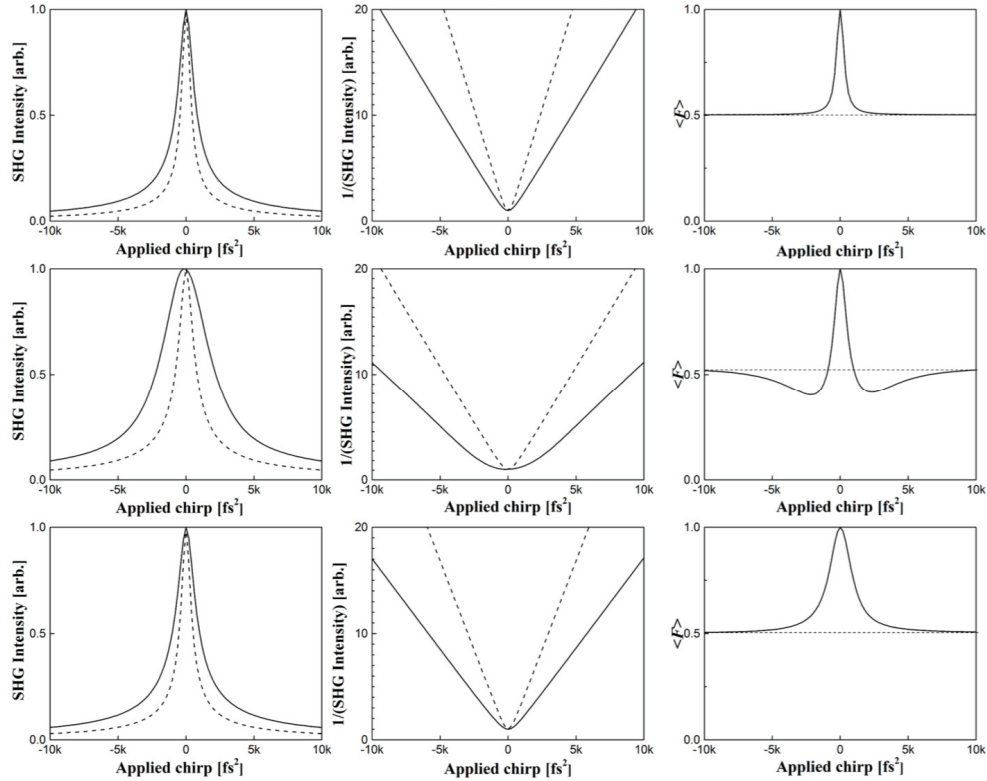 SHG Intensity [arb.]
1.0
0.5
0.0
-10k -5k 0 5k 10k
Applied chirp [fs²]
1/(SHG Intensity) [arb.]
20
10
0
-10k -5k 0 5k 10k
Applied chirp [fs²]
<F>
1.0
0.5
0.0
-10k -5k 0 5k 10k
Applied chirp [fs²]
SHG Intensity [arb.]
1.0
0.5
0.0
-10k -5k 0 5k 10k
Applied chirp [fs²]
1/(SHG Intensity) [arb.]
20
10
0
-10k -5k 0 5k 10k
Applied chirp [fs²]
<F>
1.0
0.5
0.0
-10k -5k 0 5k 10k
Applied chirp [fs²]
SHG Intensity [arb.]
1.0
0.5
0.0
-10k -5k 0 5k 10k
Applied chirp [fs²]
1/(SHG Intensity) [arb.]
20
10
0
-10k -5k 0 5k 10k
Applied chirp [fs²]
<F>
1.0
0.5
0.0
-10k -5k 0 5k 10k
Applied chirp [fs²]